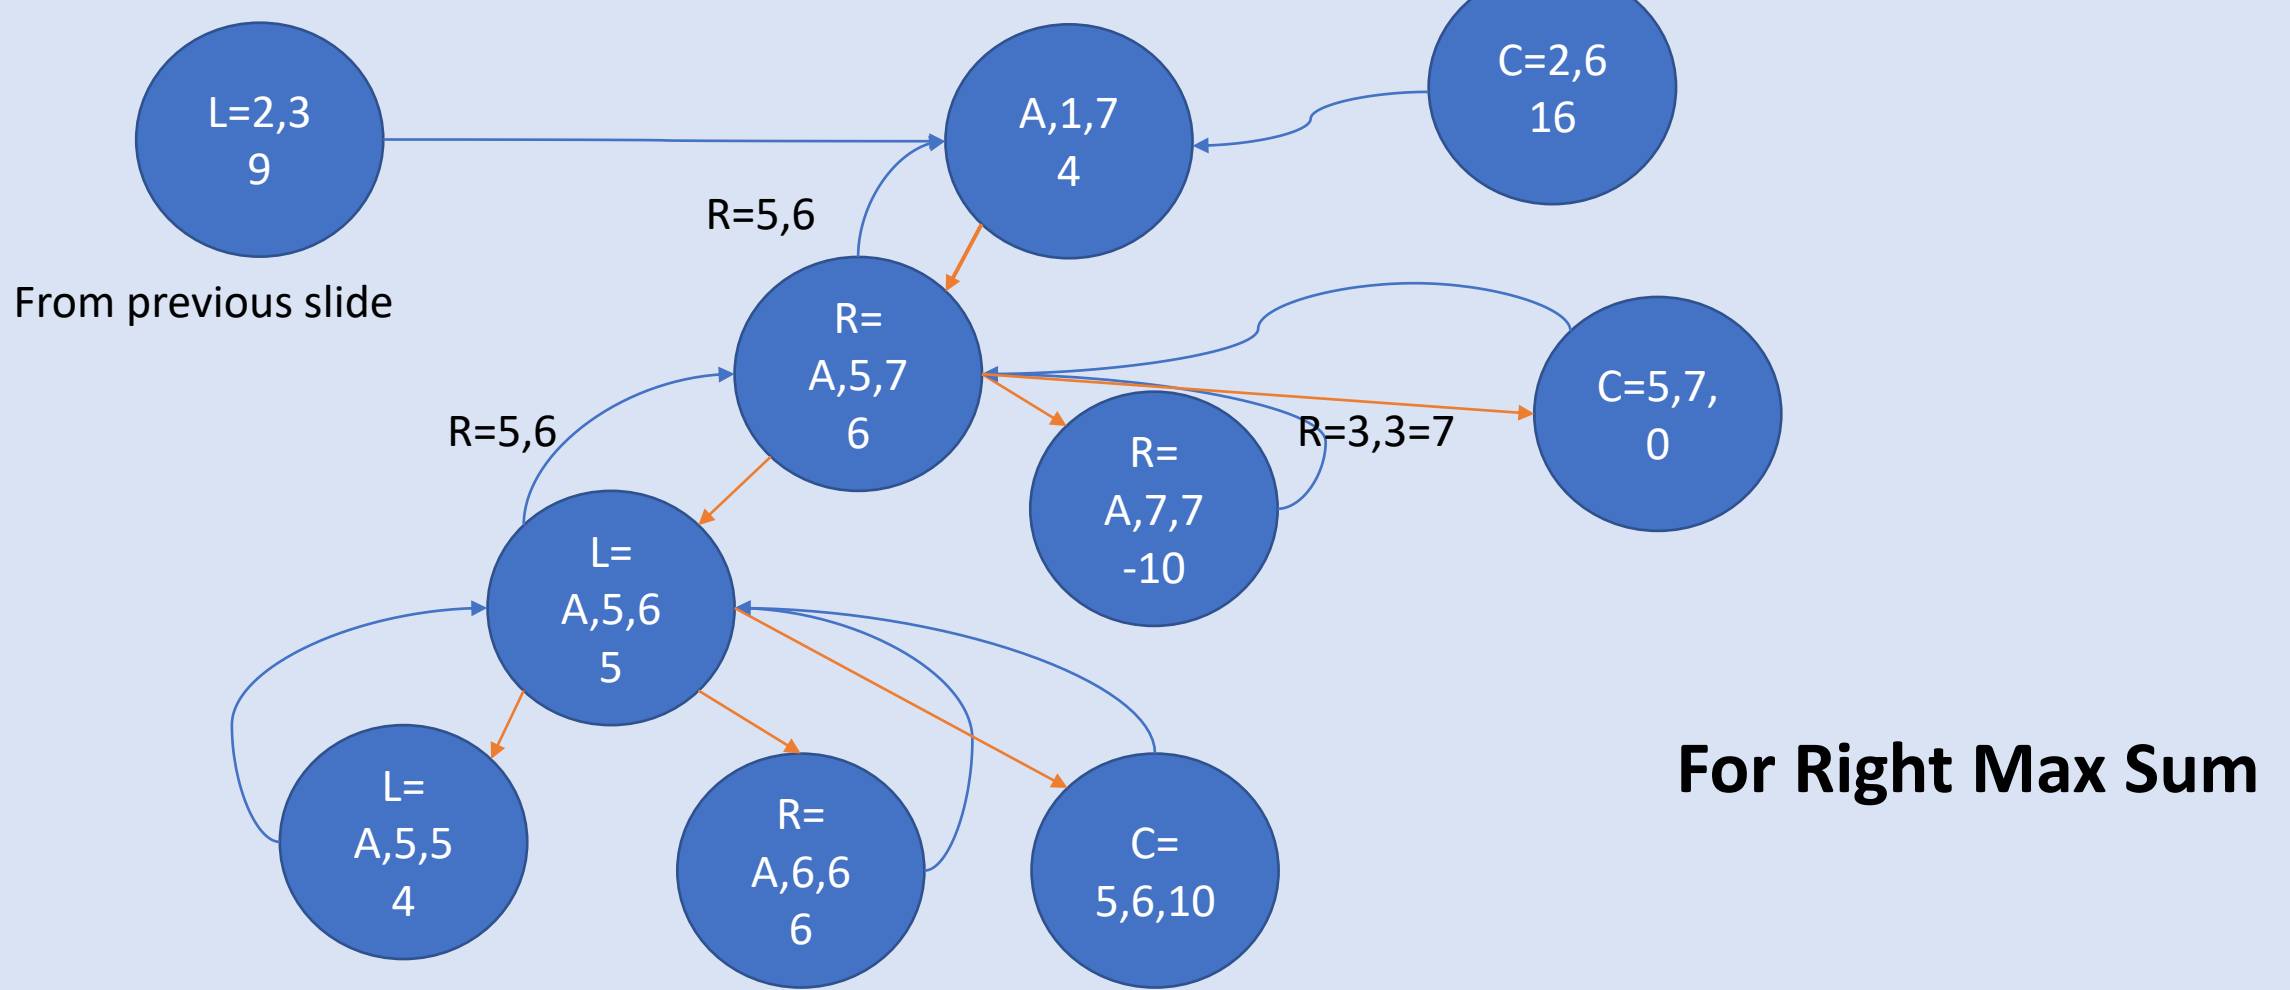 L=2,3
9
A,1,7
4
C=2,6
16
R=5,6
From previous slide
R=
A,5,7
6
C=5,7,
0
R=5,6
R=3,3=7
R=
A,7,7
-10
L=
A,5,6
5
For Right Max Sum
L=
A,5,5
4
R=
A,6,6
6
C=
5,6,10